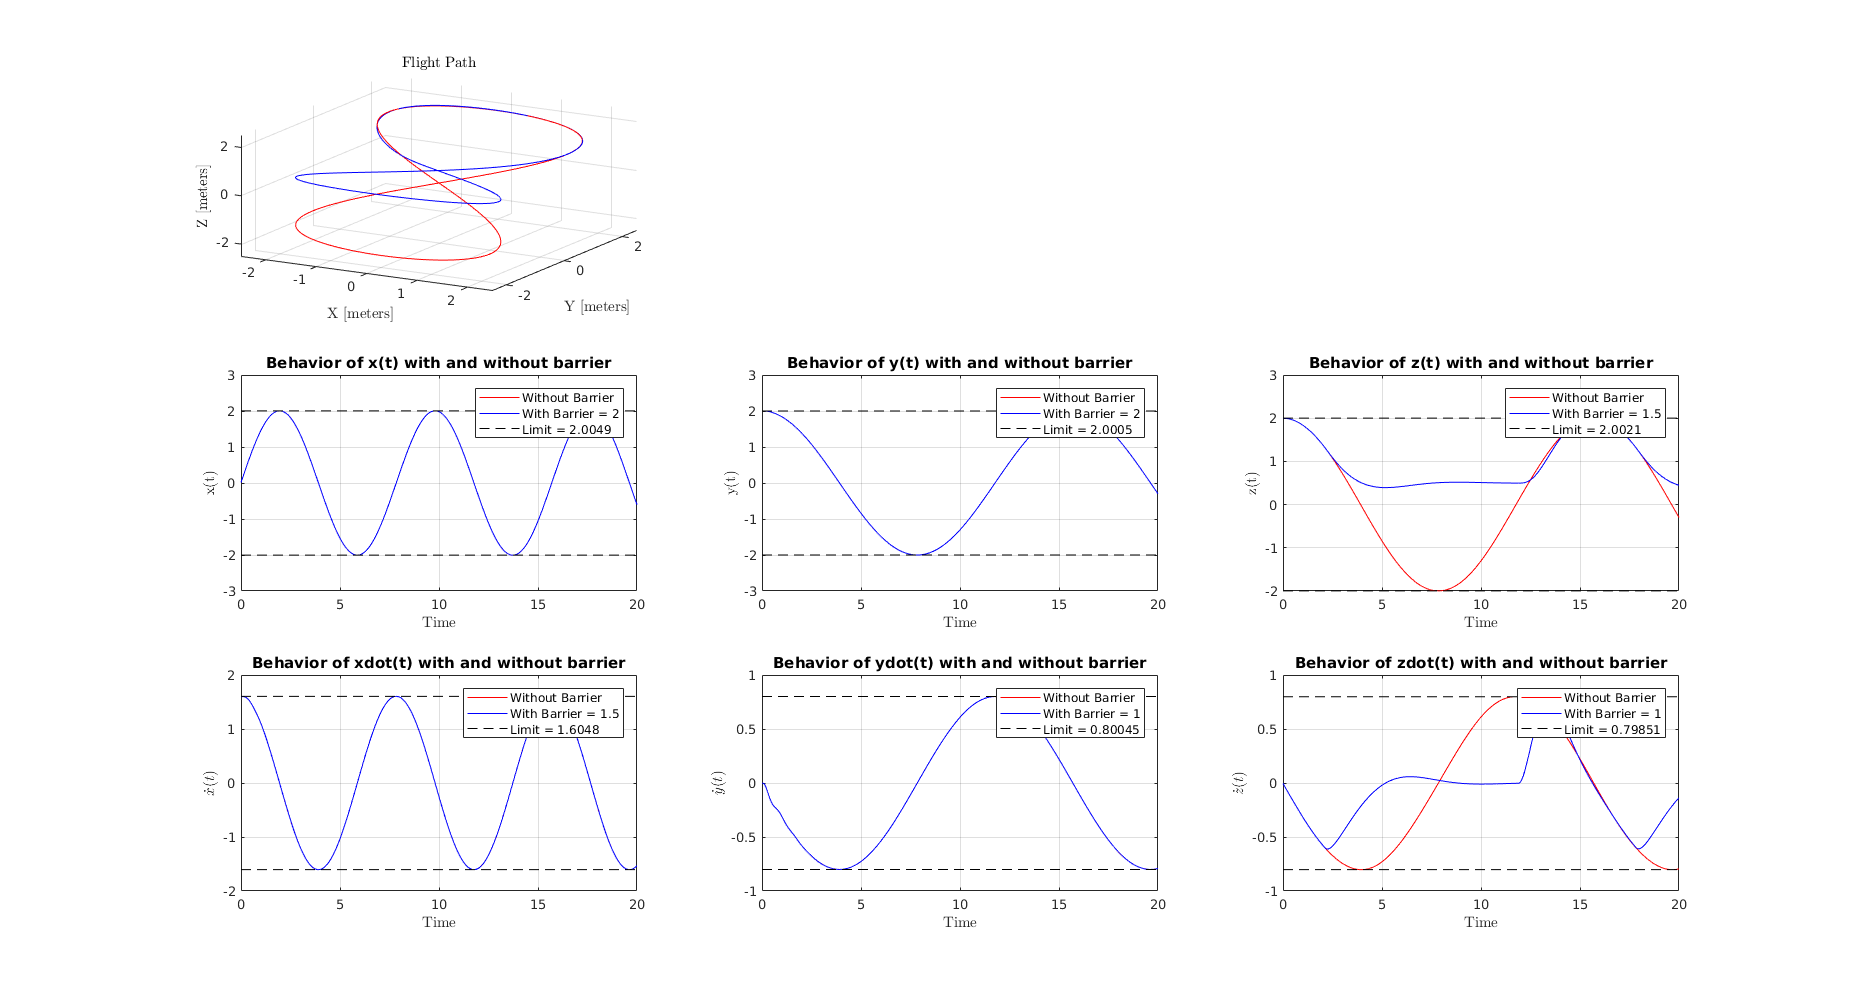 Flight Path
2
0
-2
Z [meters]
-2
-1
0
1
2
X [meters]
-2
0
2
Y [meters]
Behavior of x(t) with and without barrier
3
2
1
0
-1
-2
-3
x(t)
0 5 10 15 20
Time
Without Barrier
With Barrier = 2
Limit = 2.0049
Behavior of y(t) with and without barrier
3
2
1
0
-1
-2
-3
y(t)
0 5 10 15 20
Time
Without Barrier
With Barrier = 2
Limit = 2.0005
Behavior of z(t) with and without barrier
3
2
1
0
-1
-2
z(t)
0 5 10 15 20
Time
Without Barrier
With Barrier = 1.5
Limit = 2.0021
Behavior of xdot(t) with and without barrier
2
1
0
-1
-2
ẋ(t)
0 5 10 15 20
Time
Without Barrier
With Barrier = 1.5
Limit = 1.6048
Behavior of ydot(t) with and without barrier
1
0.5
0
-0.5
-1
ẏ(t)
0 5 10 15 20
Time
Without Barrier
With Barrier = 1
Limit = 0.80045
Behavior of zdot(t) with and without barrier
1
0.5
0
-0.5
-1
ż(t)
0 5 10 15 20
Time
Without Barrier
With Barrier = 1
Limit = 0.79851